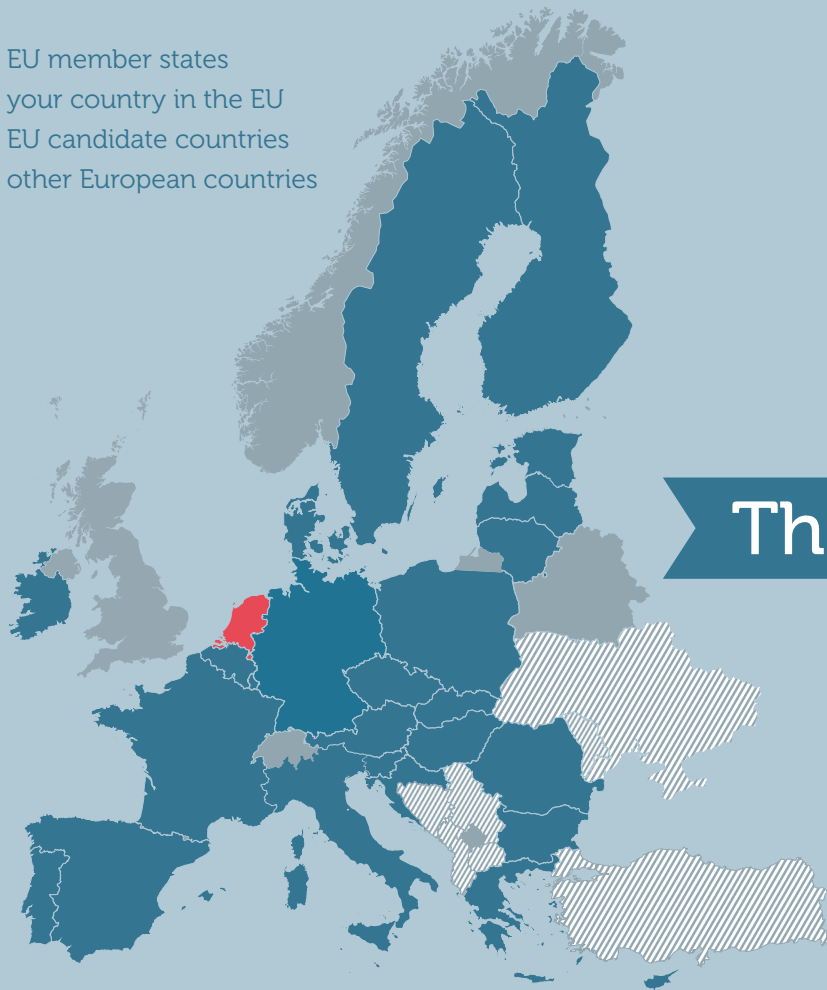 EU member states
your country in the EU
EU candidate countries
other European countries
Th